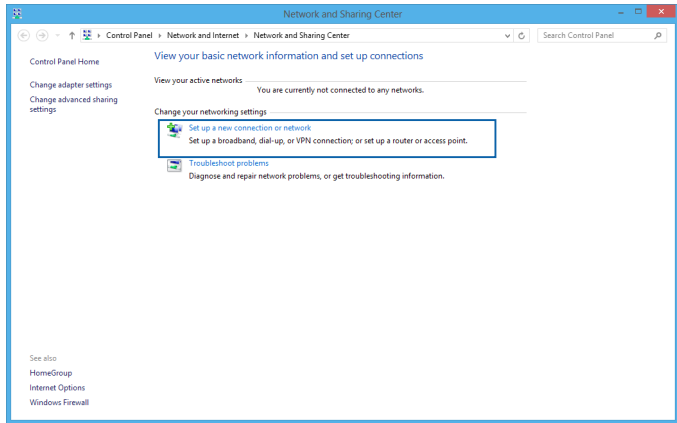 Network and Sharing Center
Control Panel
Network and Internet
Network and Sharing Center
Search Control Panel
Control Panel Home
Change adapter settings
Change advanced sharing
settings
View your basic network information and set up connections
View your active networks
You are currently not connected to any networks.
Change your networking settings
Set up a new connection or network
Set up a broadband, dial-up, or VPN connection; or set up a router or access point.
Troubleshoot problems
Diagnose and repair network problems, or get troubleshooting information.
See also
HomeGroup
Internet Options
Windows Firewall